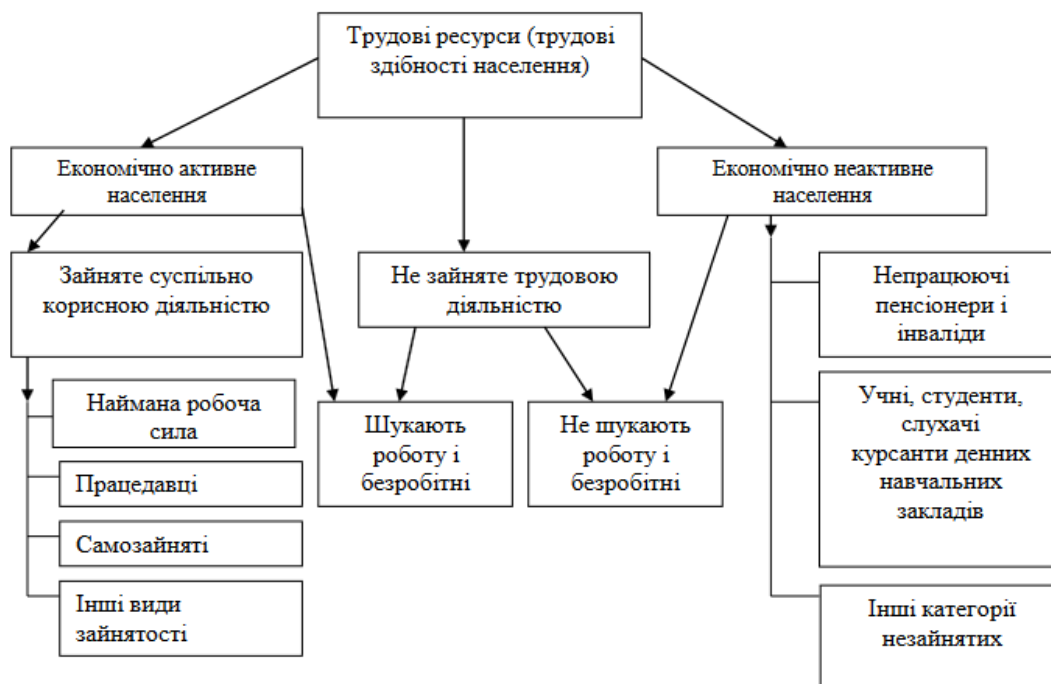 Трудові ресурси (трудові
здібності населення)
Економічно активне
населення
Економічно неактивне
населення
Зайняте суспільно
корисною діяльністю
Не зайняте трудовою
діяльністю
Непрацюючі
пенсіонери і
інваліди
Наймана робоча
сила
Шукають
роботу і
безробітні
Не шукають
роботу і
безробітні
Учні, студенти,
слухачі
курсанти денних
навчальних
закладів
Працедавці
Самозайняті
Інші види
зайнятості
Інші категорії
незайнятих